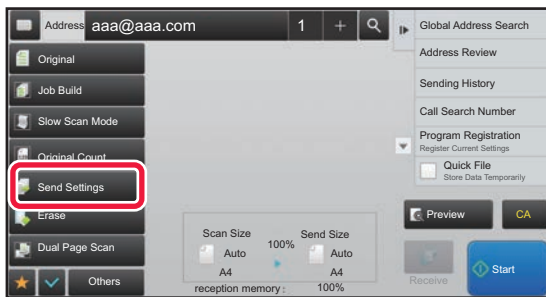 Address aaa@aaa.com 1 +
Original
Job Build
Slow Scan Mode
Original Count
Send Settings
Erase
Dual Page Scan
Others
Scan Size
Auto
A4
100%
Send Size
Auto
A4
reception memory : 100%
Global Address Search
Address Review
Sending History
Call Search Number
Program Registration
Register Current Settings
Quick File
Store Data Temporarily
Preview
CA
Receive
Start